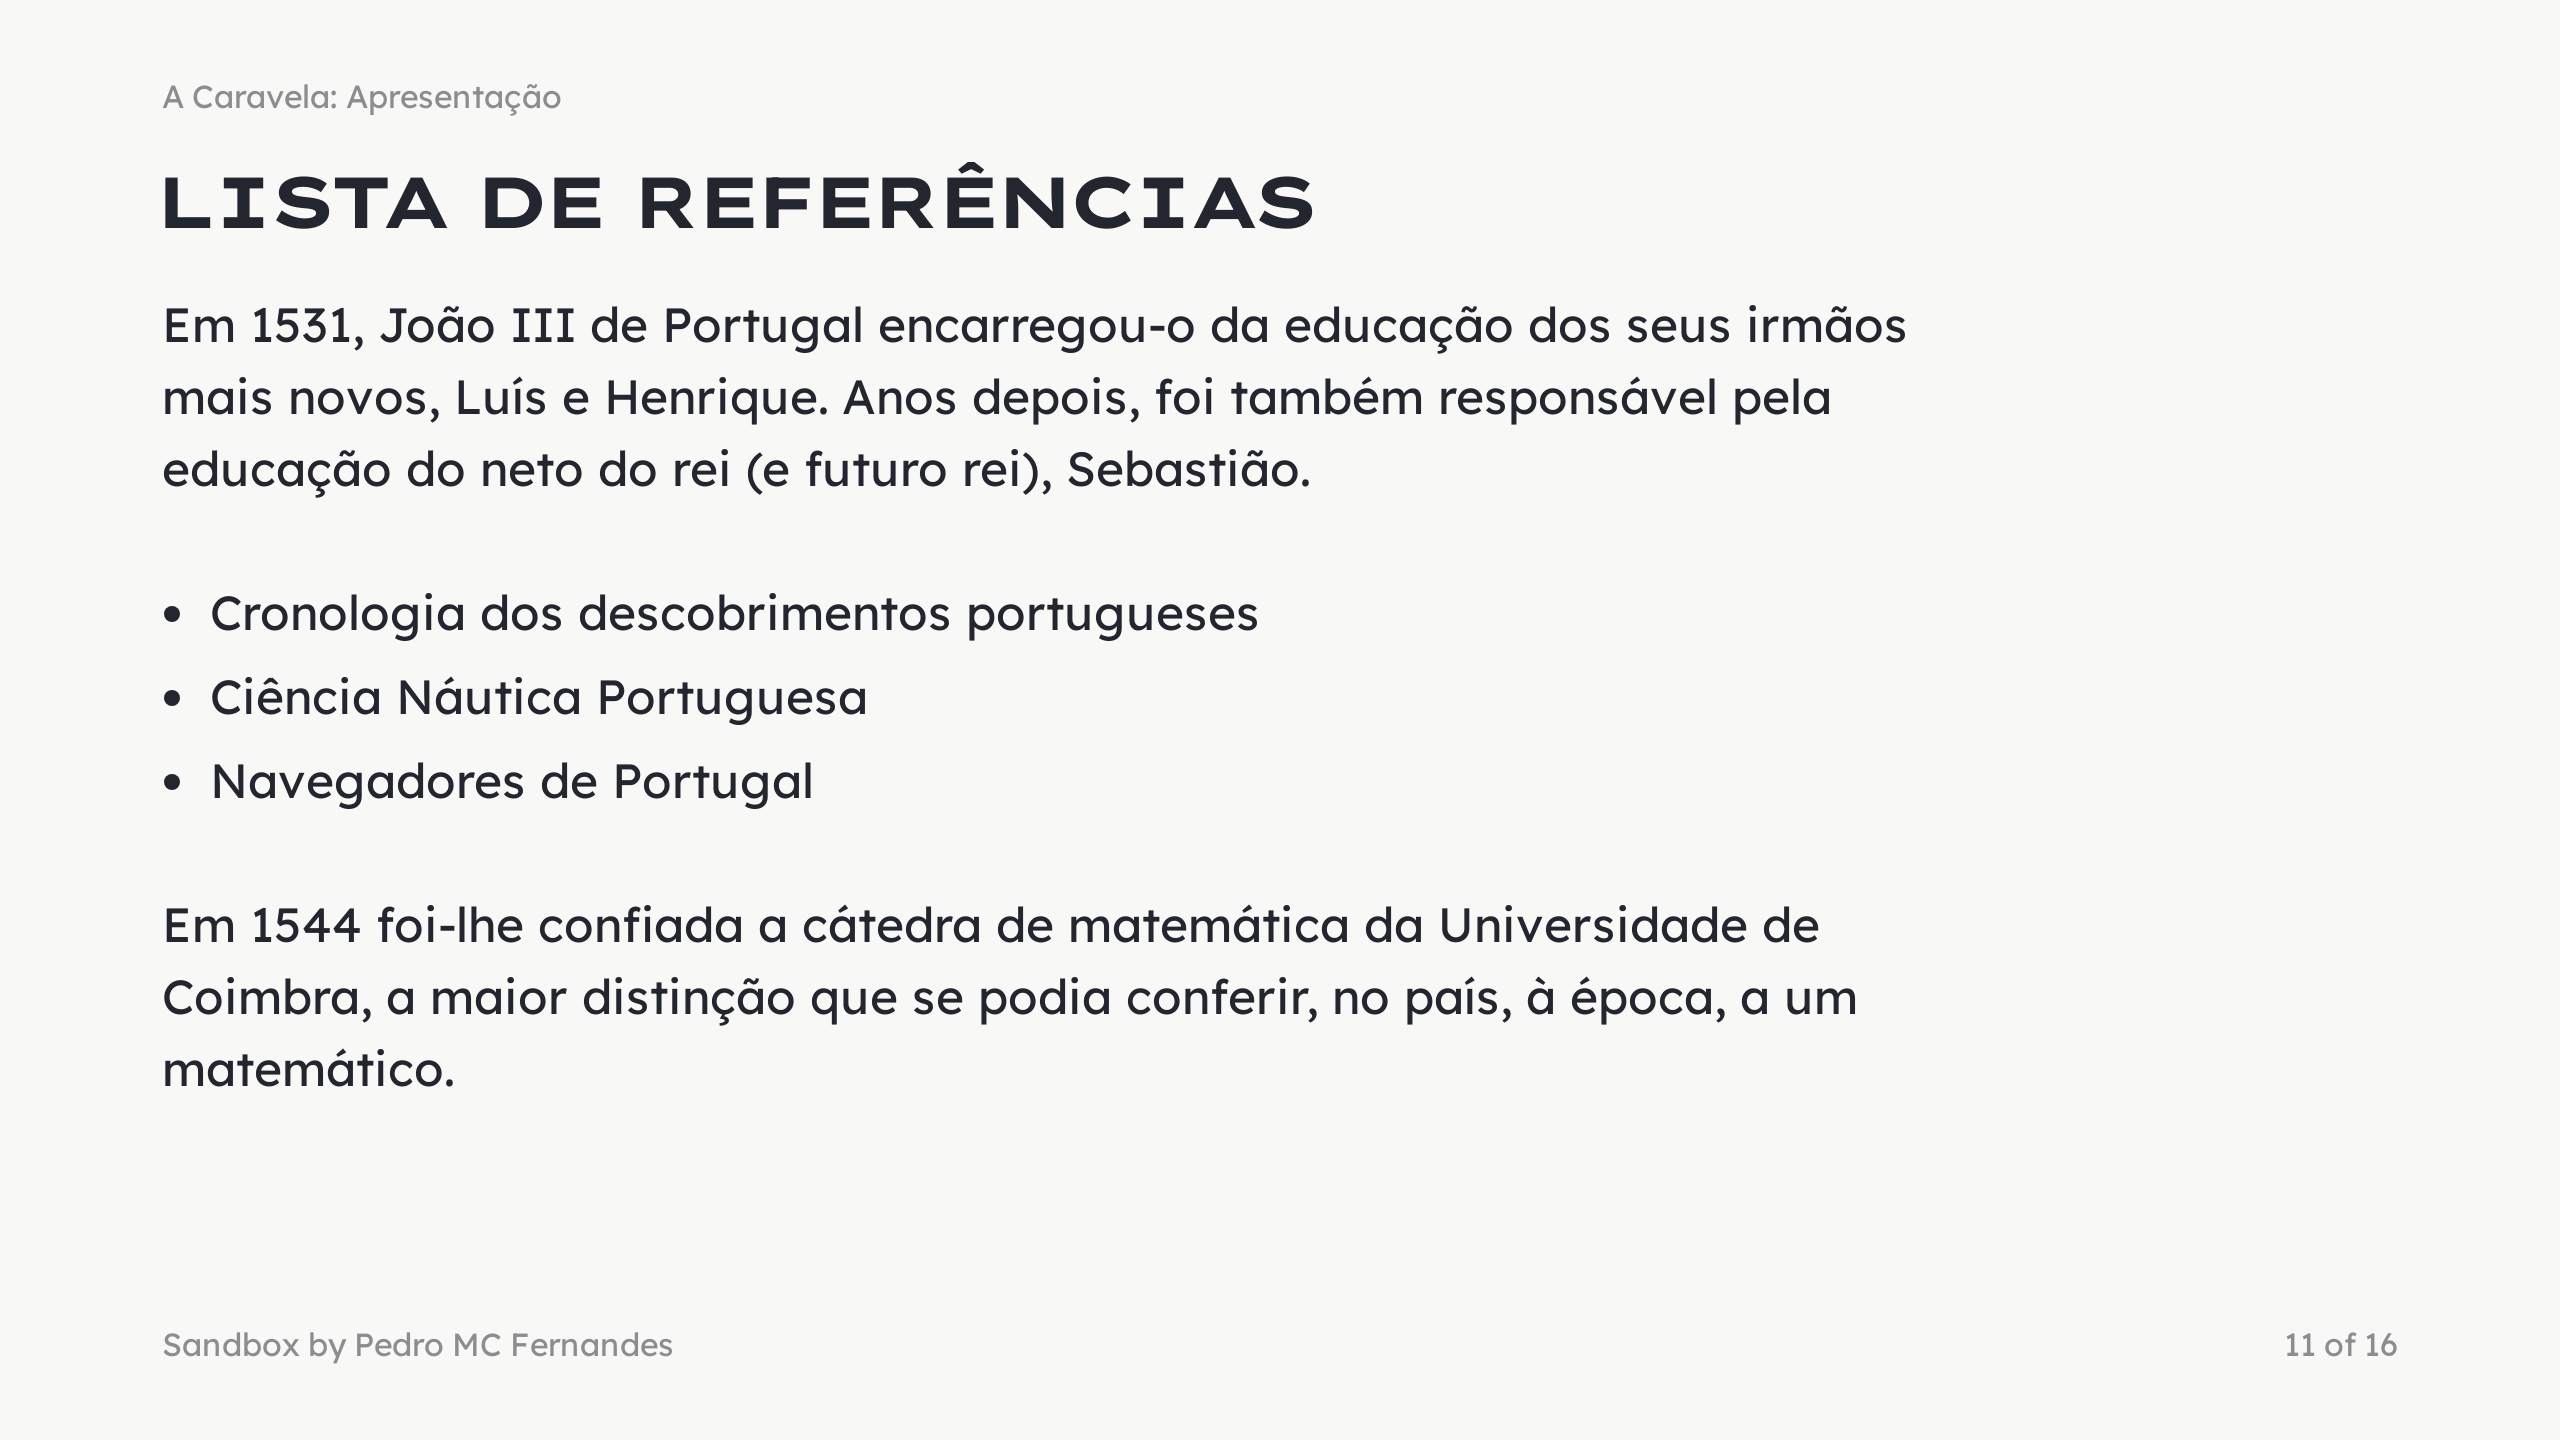 A Caravela: Apresentação
LISTA DE REFERÊNCIAS
Em 1531, João III de Portugal encarregou-o da educação dos seus irmãos
mais novos, Luís e Henrique. Anos depois, foi também responsável pela
educação do neto do rei (e futuro rei), Sebastião.
• Cronologia dos descobrimentos portugueses
• Ciência Náutica Portuguesa
• Navegadores de Portugal
Em 1544 foi-lhe confiada a cátedra de matemática da Universidade de
Coimbra, a maior distinção que se podia conferir, no país, à época, a um
matemático.
Sandbox by Pedro MC Fernandes
11 of 16